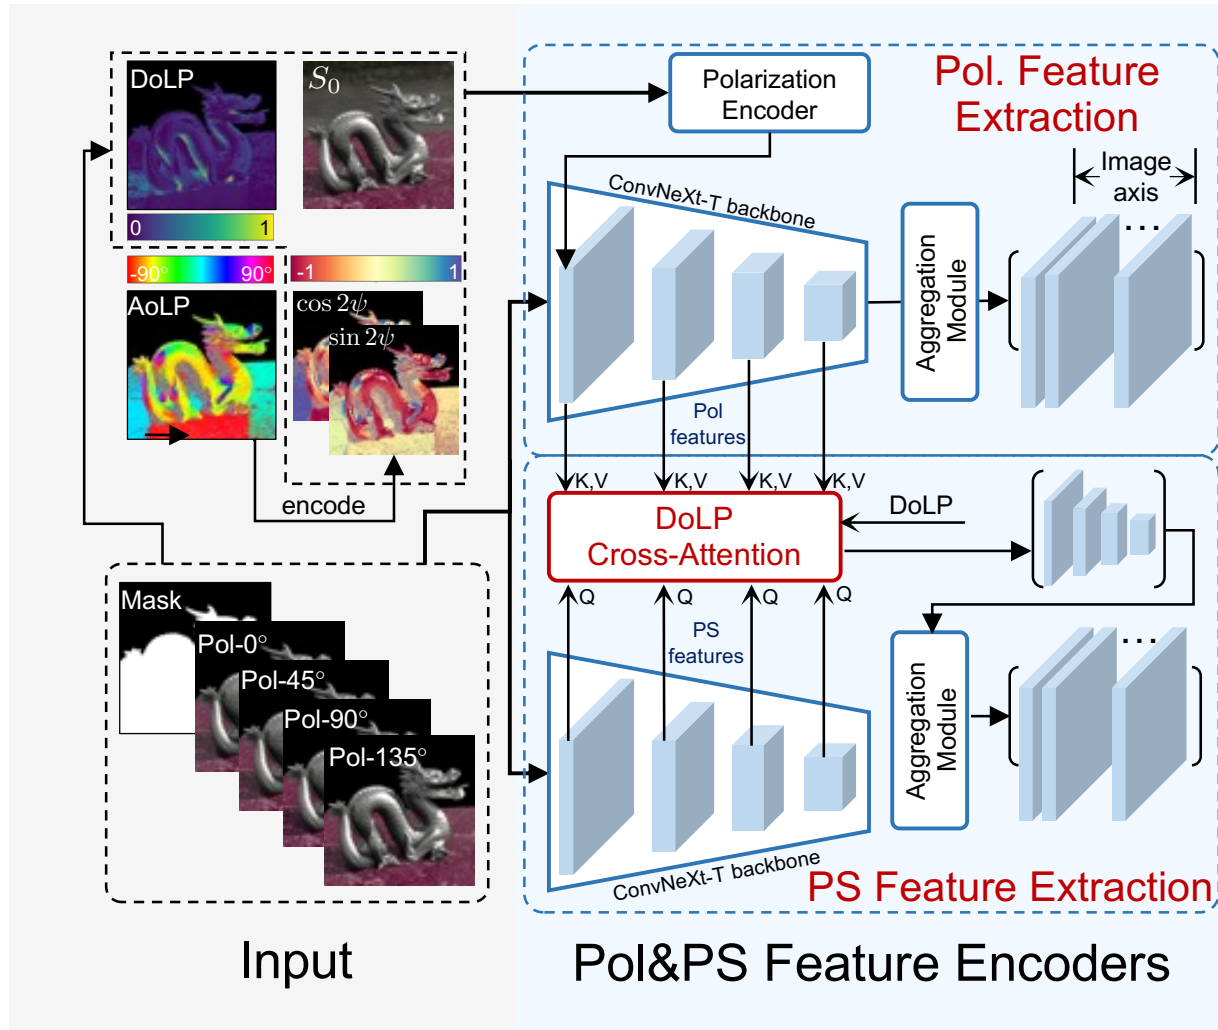 DoLP
S₀
0
1
-90°
90°
-1
1
AoLP
cos 2ψ
sin 2ψ
encode
Mask
Pol-0°
Pol-45°
Pol-90°
Pol-135°
Input
Polarization
Encoder
Pol. Feature
Extraction
ConvNeXt-T backbone
Aggregation
Module
Image
axis
...
Pol
features
K,V
K,V
K,V
K,V
DoLP
Cross-Attention
DoLP
Q
Q
Q
Q
PS
features
ConvNeXt-T backbone
Aggregation
Module
...
PS Feature Extraction
Pol&PS Feature Encoders